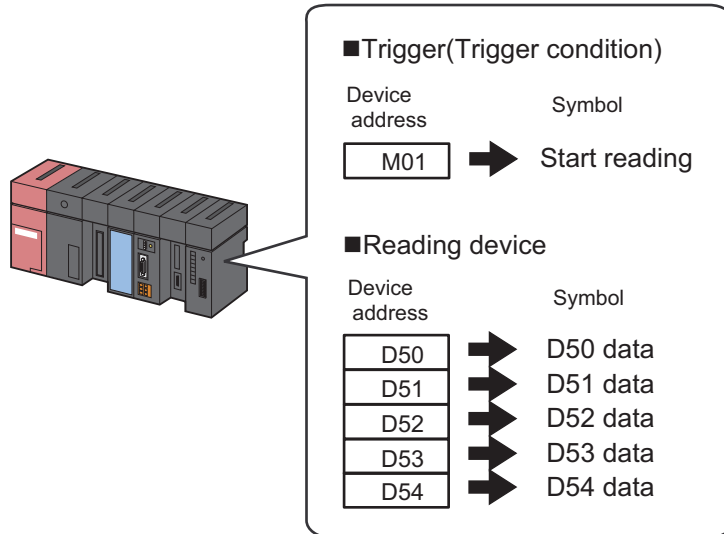 ■Trigger(Trigger condition)
Device
address
Symbol
M01
Start reading
■Reading device
Device
address
Symbol
D50
D50 data
D51
D51 data
D52
D52 data
D53
D53 data
D54
D54 data